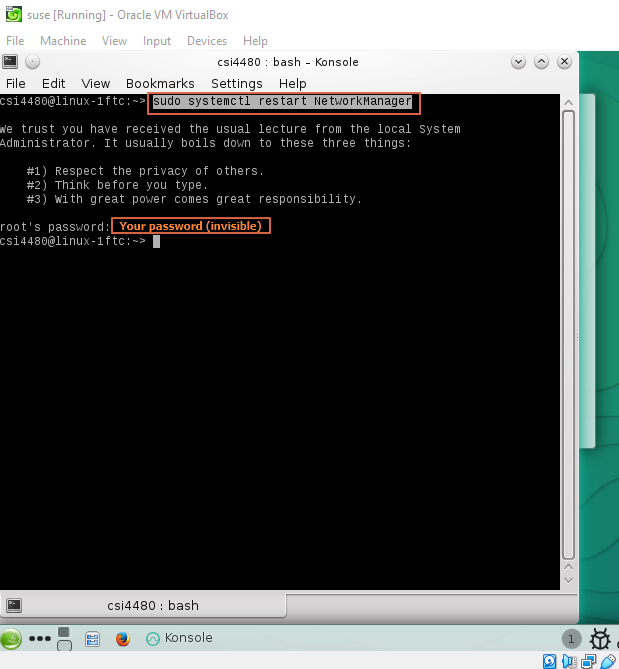 suse [Running] - Oracle VM VirtualBox
File Machine View Input Devices Help
csi4480 : bash – Konsole
File Edit View Bookmarks Settings Help
csi4480@linux-1ftc:~> sudo systemctl restart NetworkManager
We trust you have received the usual lecture from the local System
Administrator. It usually boils down to these three things:
#1) Respect the privacy of others.
#2) Think before you type.
#3) With great power comes great responsibility.
root's password: Your password (invisible)
csi4480@linux-1ftc:~>
csi4480 : bash
Konsole
1